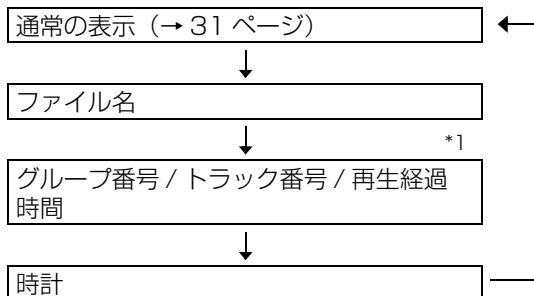 通常の表示（→ 31 ページ）
ファイル名
*1
グループ番号 / トラック番号 / 再生経過
時間
時計